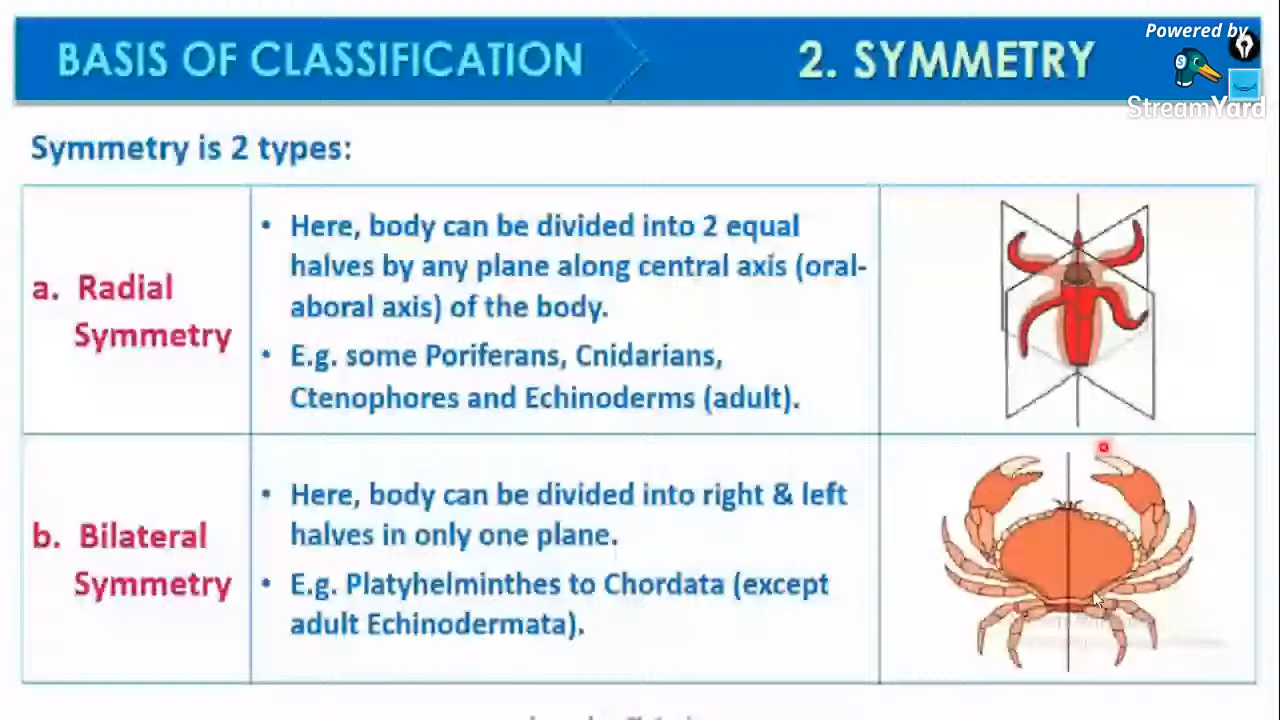 BASIS OF CLASSIFICATION
2. SYMMETRY
Powered by
StreamYard
Symmetry is 2 types:
a. Radial
Symmetry
• Here, body can be divided into 2 equal
halves by any plane along central axis (oral-
aboral axis) of the body.
• E.g. some Poriferans, Cnidarians,
Ctenophores and Echinoderms (adult).
b. Bilateral
Symmetry
• Here, body can be divided into right & left
halves in only one plane.
• E.g. Platyhelminthes to Chordata (except
adult Echinodermata).